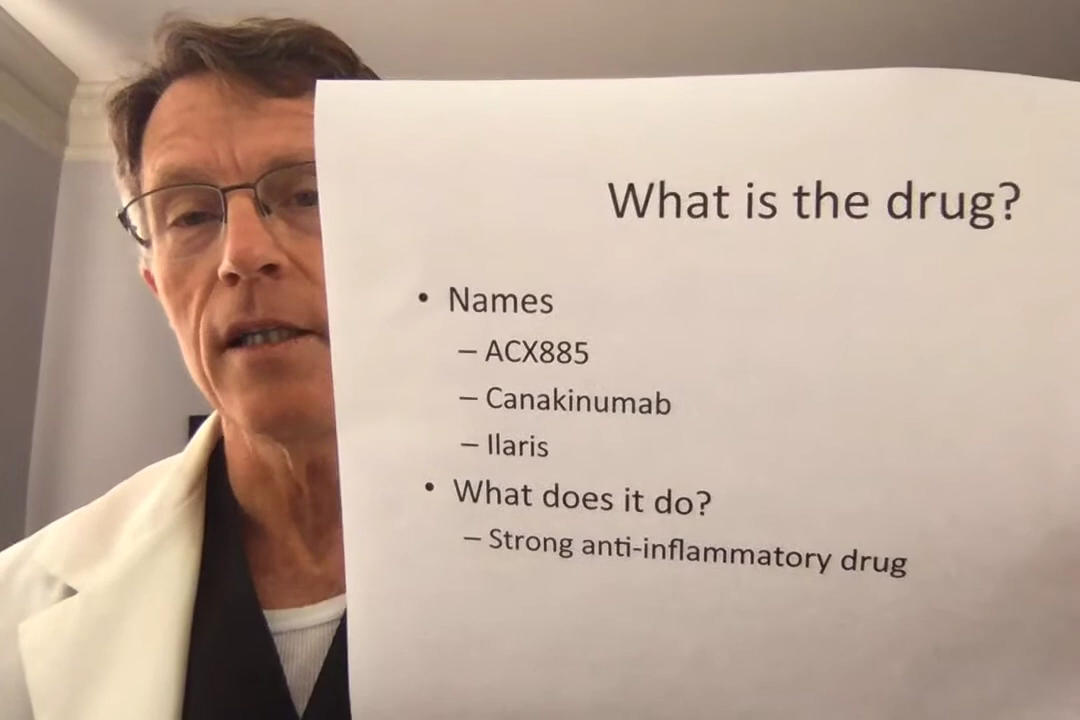 What is the drug?
• Names
– ACX885
– Canakinumab
– Ilaris
• What does it do?
– Strong anti-inflammatory drug